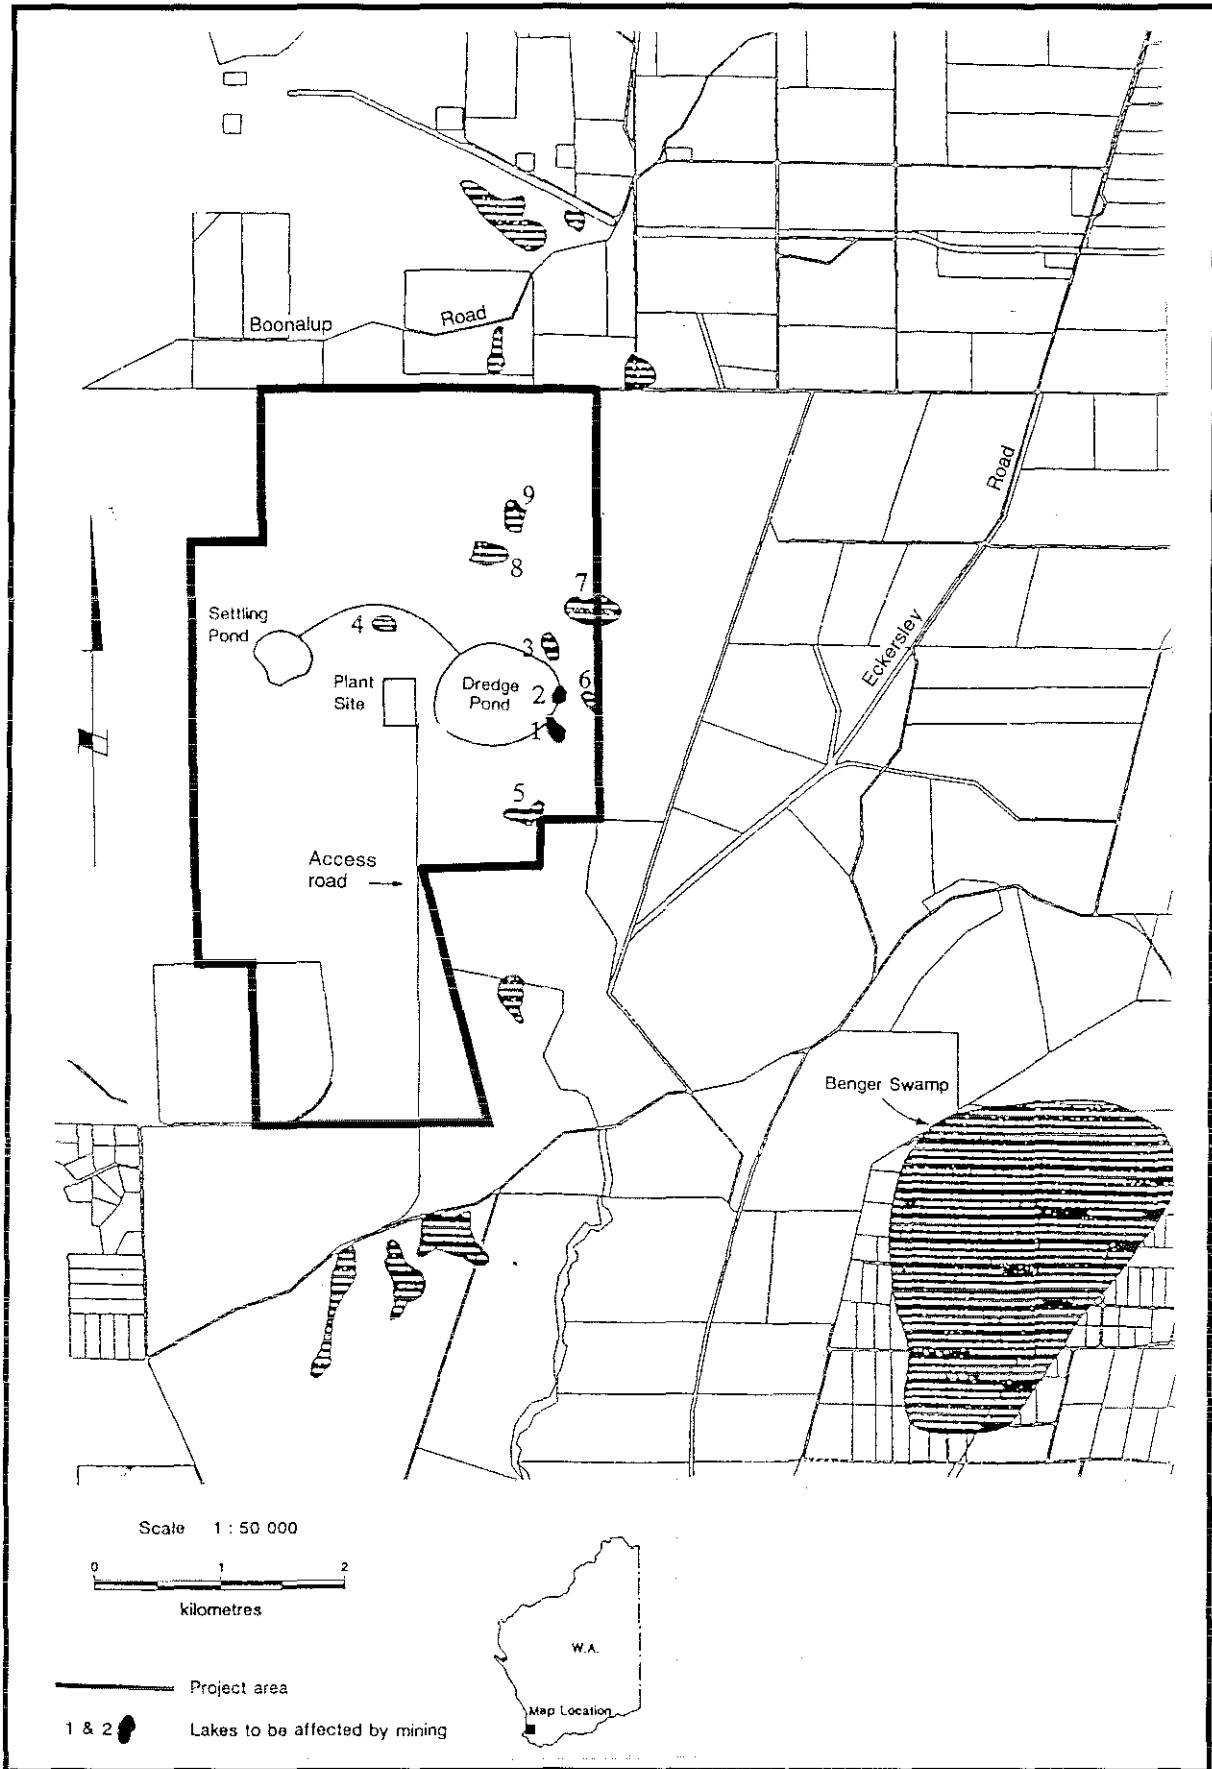 Boonalup Road
Road
Eckersley
9
8
7
Settling
Pond
4
3
Plant
Site
Dredge
Pond
2
6
1
5
Access
road
Benger Swamp
Scale 1 : 50 000
0 1 2
kilometres
W.A.
Map Location
Project area
1 & 2 Lakes to be affected by mining